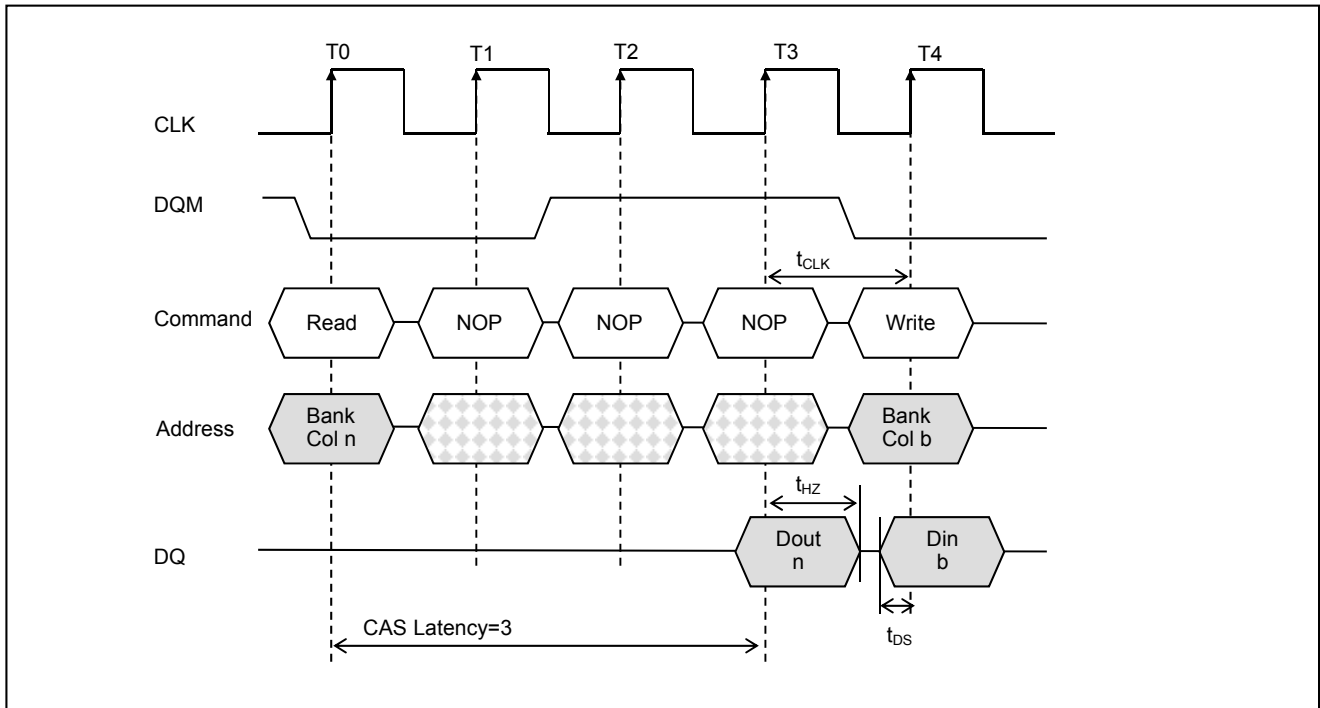 T0 T1 T2 T3 T4
CLK
DQM
tCLK
Command Read NOP NOP NOP Write
Address Bank Col n Bank Col b
tHZ
DQ Dout n Din b
CAS Latency=3
tDS